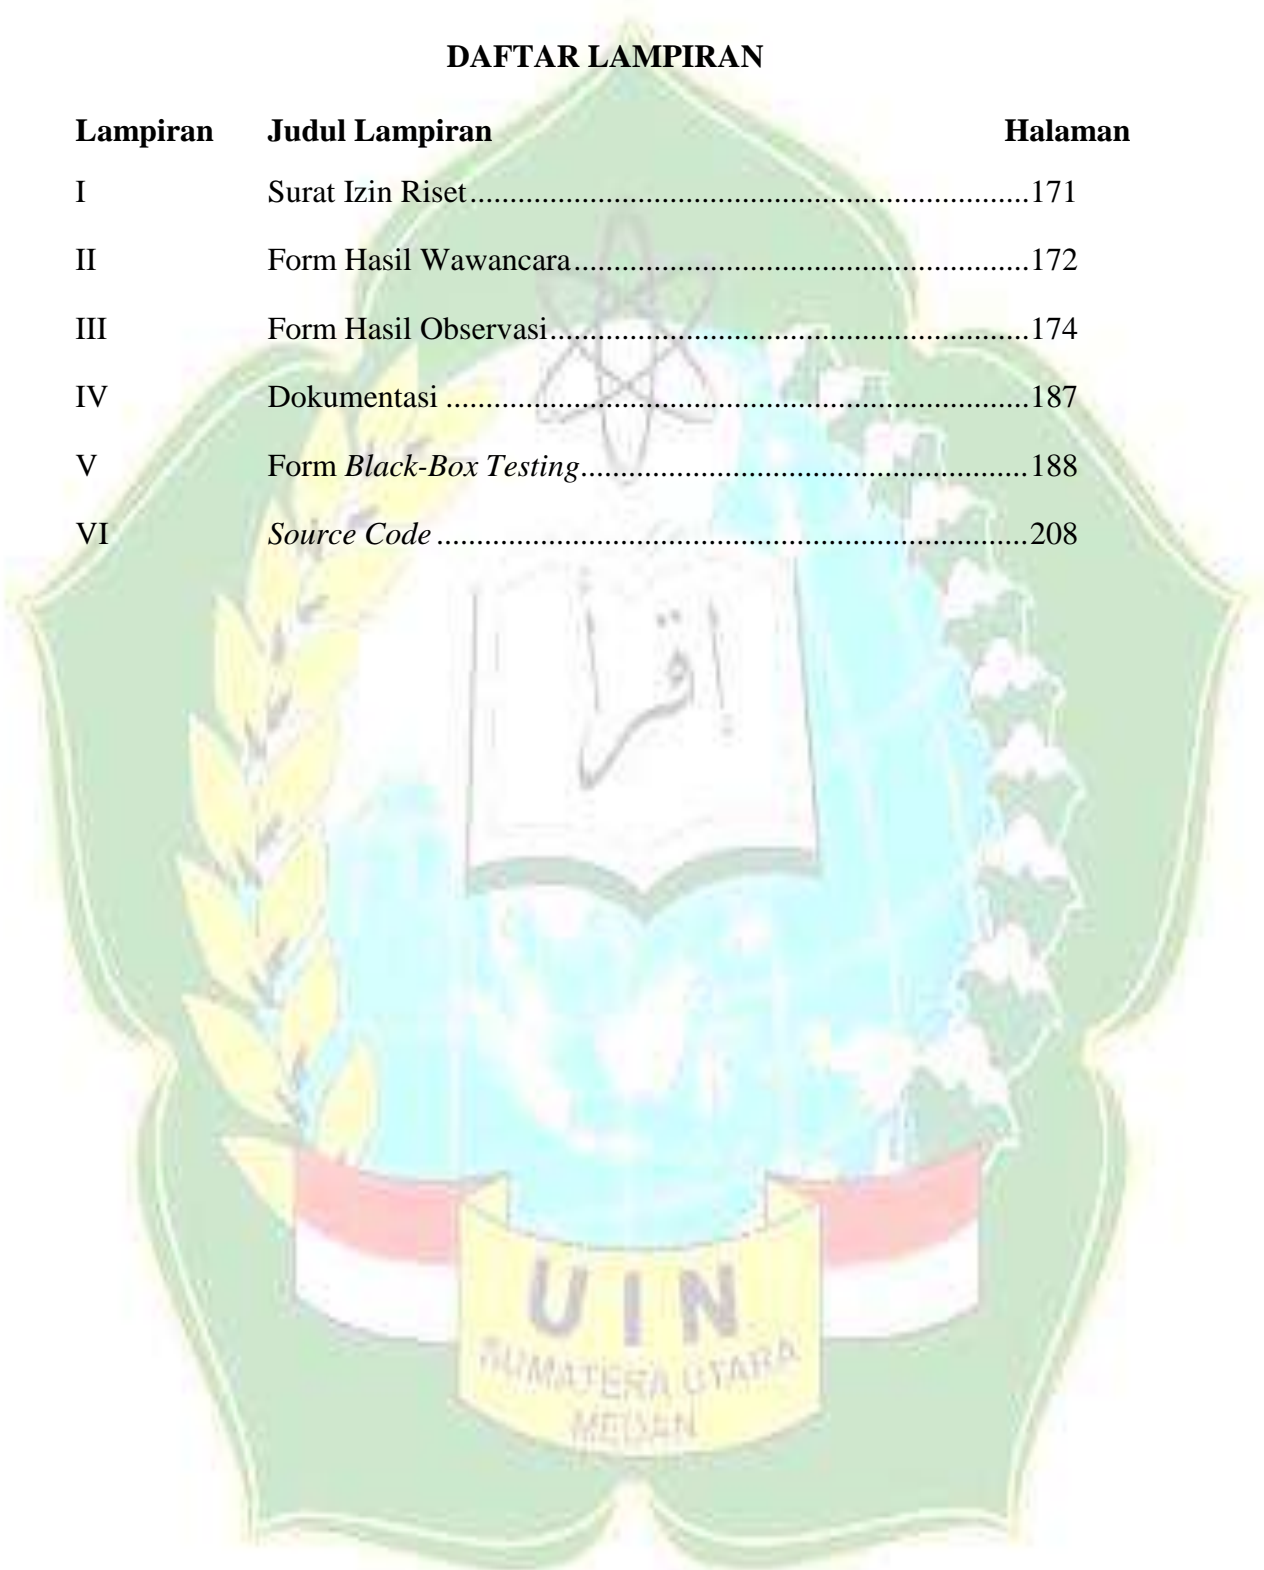 DAFTAR LAMPIRAN
Lampiran Judul Lampiran Halaman
I Surat Izin Riset......................................................................171
II Form Hasil Wawancara.........................................................172
III Form Hasil Observasi............................................................174
IV Dokumentasi .........................................................................187
V Form Black-Box Testing........................................................188
VI Source Code ..........................................................................208
اقرأ
UIN
SUMATERA UTARA
MEDAN